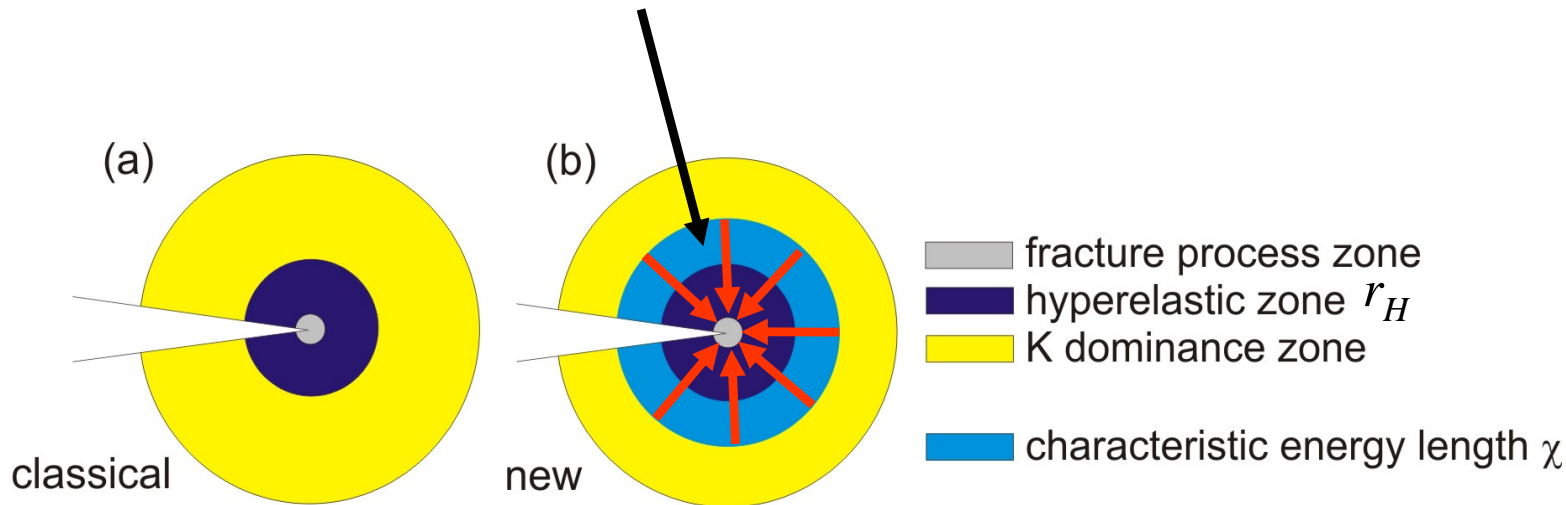 (a)
(b)
fracture process zone
hyperelastic zone r_H
K dominance zone
characteristic energy length χ
classical
new